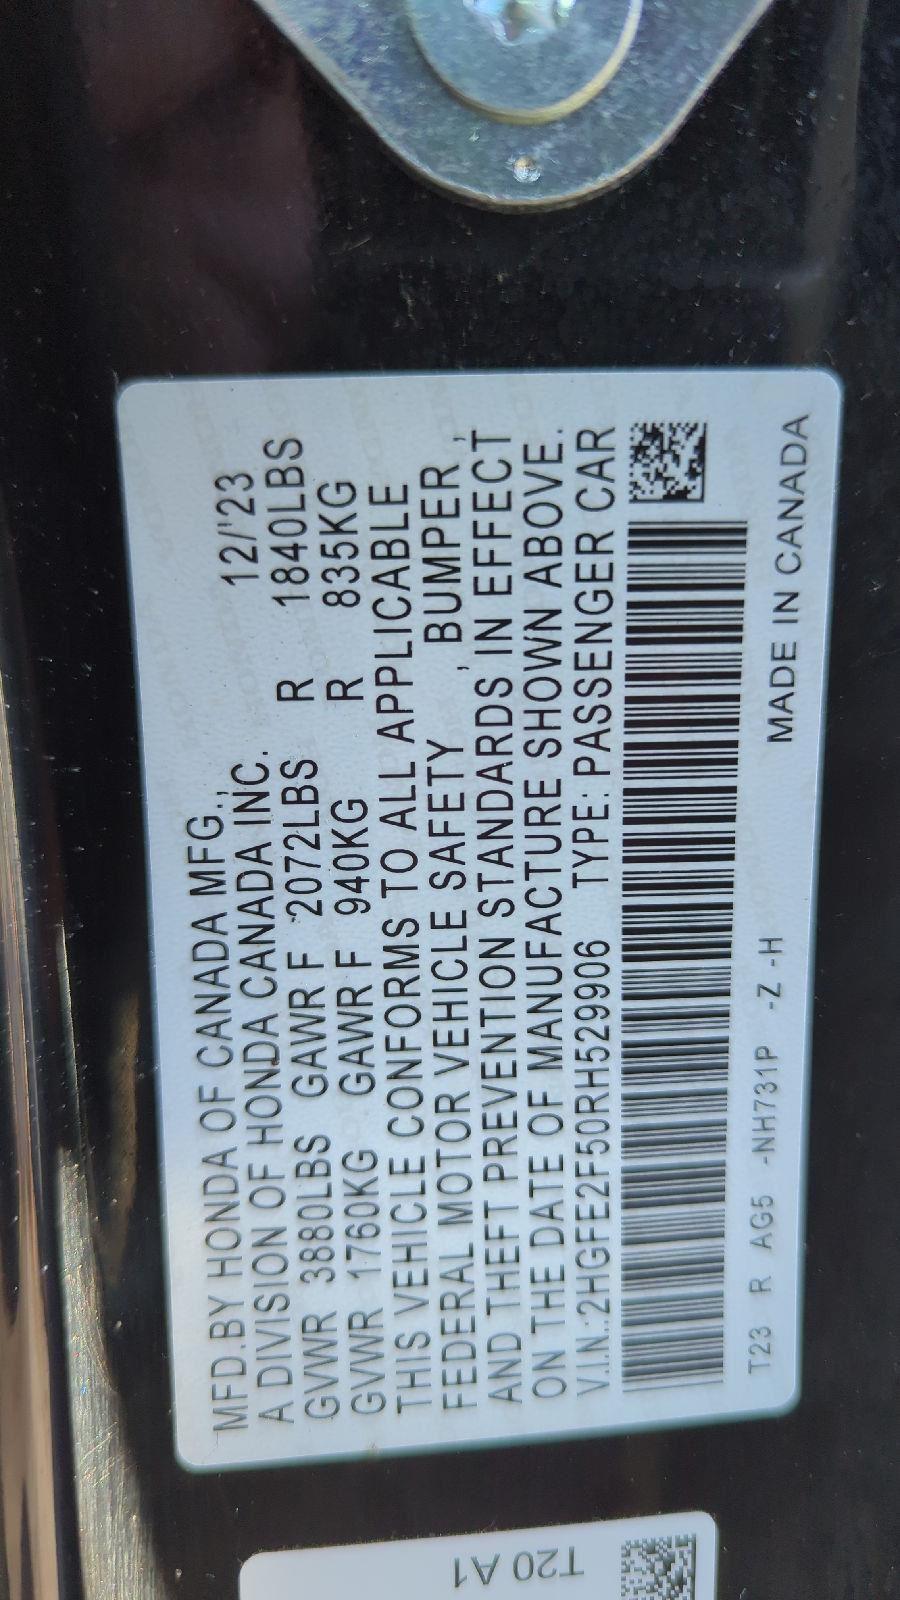 MFD.BY HONDA OF CANADA MFG.,
A DIVISION OF HONDA CANADA INC. 12/'23
GVWR 3880LBS GAWR F 2072LBS R 1840LBS
GVWR 1760KG GAWR F 940KG R 835KG
THIS VEHICLE CONFORMS TO ALL APPLICABLE
FEDERAL MOTOR VEHICLE SAFETY , BUMPER ,
AND THEFT PREVENTION STANDARDS IN EFFECT
ON THE DATE OF MANUFACTURE SHOWN ABOVE.
V.I.N.:2HGFE2F50RH529906 TYPE: PASSENGER CAR
T23 R AG5 -NH731P -Z -H MADE IN CANADA
T20 A1